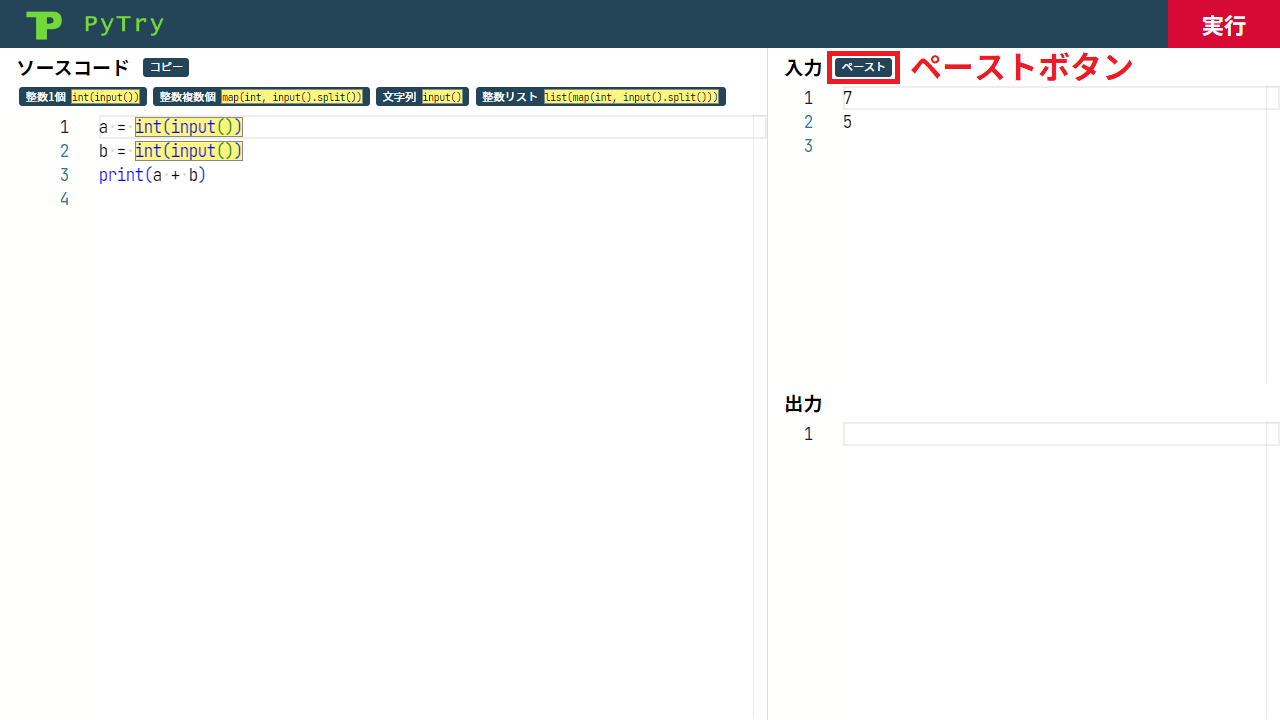 PyTry
実行
ソースコード コピー
整数1個 int(input()) 整数複数個 map(int, input().split()) 文字列 input() 整数リスト list(map(int, input().split()))
1 a = int(input())
2 b = int(input())
3 print(a + b)
4
入力 ペースト ペーストボタン
1 7
2 5
3
出力
1